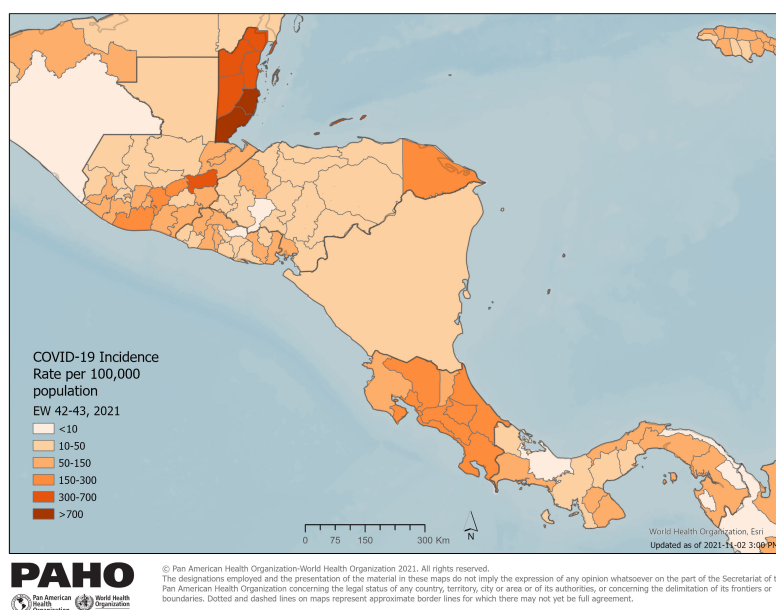 COVID-19 Incidence
Rate per 100,000
population
EW 42-43, 2021
<10
10-50
50-150
150-300
300-700
>700
0 75 150 300 Km
N
World Health Organization, Esri
Updated as of 2021-11-02 3:00 PM
PAHO
Pan American
Health
Organization
World Health
Organization
© Pan American Health Organization-World Health Organization 2021. All rights reserved.
The designations employed and the presentation of the material in these maps do not imply the expression of any opinion whatsoever on the part of the Secretariat of
Pan American Health Organization concerning the legal status of any country, territory, city or area or of its authorities, or concerning the delimitation of its frontiers or
boundaries. Dotted and dashed lines on maps represent approximate border lines for which there may not yet be full agreement.